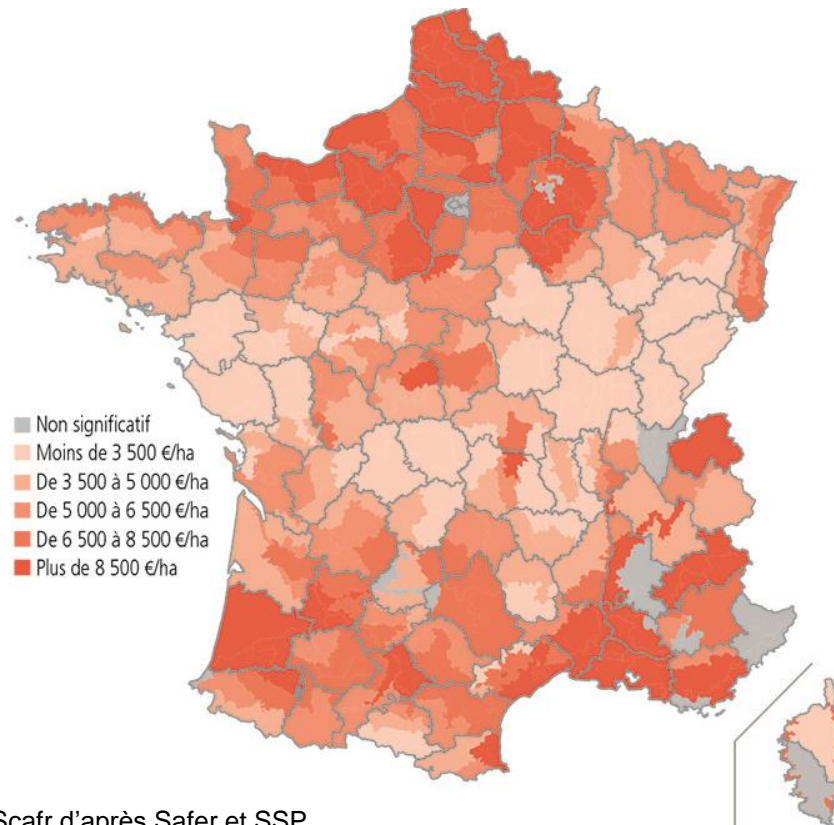 Non significatif
Moins de 3 500 €/ha
De 3 500 à 5 000 €/ha
De 5 000 à 6 500 €/ha
De 6 500 à 8 500 €/ha
Plus de 8 500 €/ha
Scafr d'après Safer et SSP